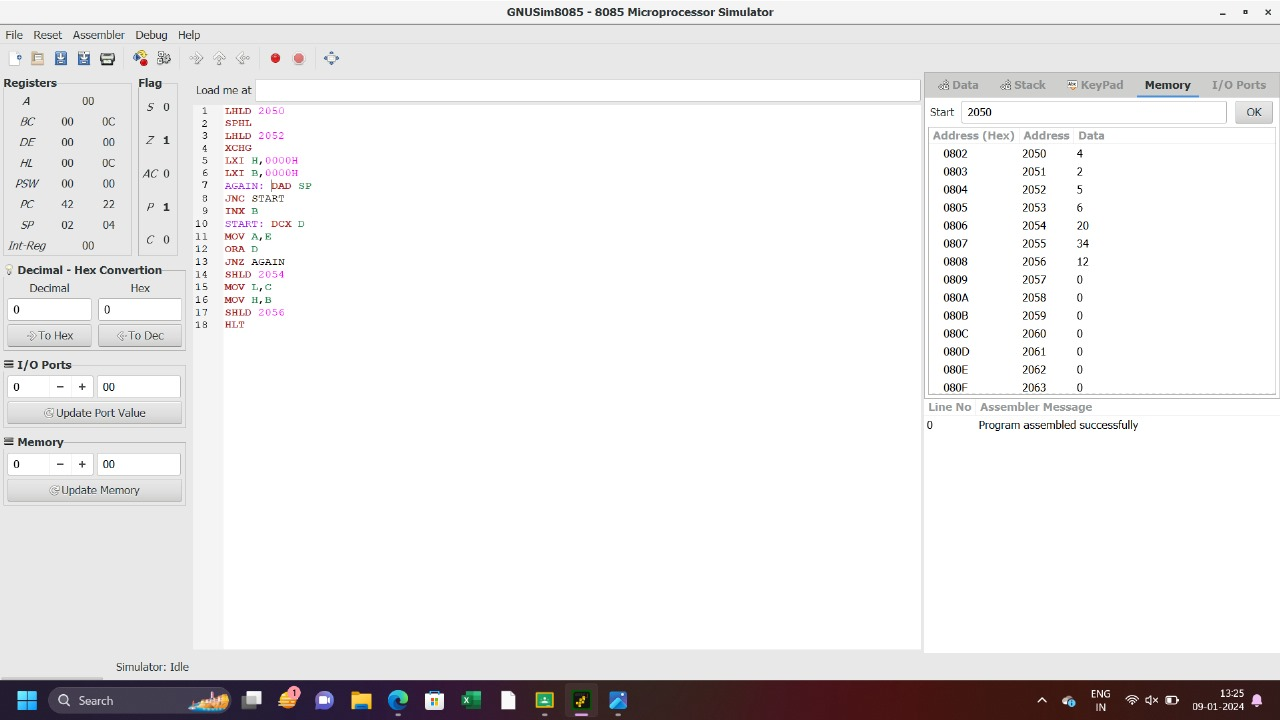 GNUSim8085 - 8085 Microprocessor Simulator
File Reset Assembler Debug Help
Registers
A 00
BC 00 0C
DE 00 00
HL 00 0C
PSW 00 00
PC 42 22
SP 02 04
Int-Reg 00
Flag
S 0
Z 1
AC 0
P 1
C 0
Decimal - Hex Convertion
Decimal Hex
0 0
To Hex To Dec
I/O Ports
0 − + 00
Update Port Value
Memory
0 − + 00
Update Memory
Load me at
1 LHLD 2050
2 SPHL
3 LHLD 2052
4 XCHG
5 LXI H,0000H
6 LXI B,0000H
7 AGAIN: DAD SP
8 JNC START
9 INX B
10 START: DCX D
11 MOV A,E
12 ORA D
13 JNZ AGAIN
14 SHLD 2054
15 MOV L,C
16 MOV H,B
17 SHLD 2056
18 HLT
Data Stack KeyPad Memory I/O Ports
Start 2050 OK
Address (Hex) Address Data
0802 2050 4
0803 2051 2
0804 2052 5
0805 2053 6
0806 2054 20
0807 2055 34
0808 2056 12
0809 2057 0
080A 2058 0
080B 2059 0
080C 2060 0
080D 2061 0
080E 2062 0
080F 2063 0
Line No Assembler Message
0 Program assembled successfully
Simulator: Idle
Search
1
ENG
IN
13:25
09-01-2024